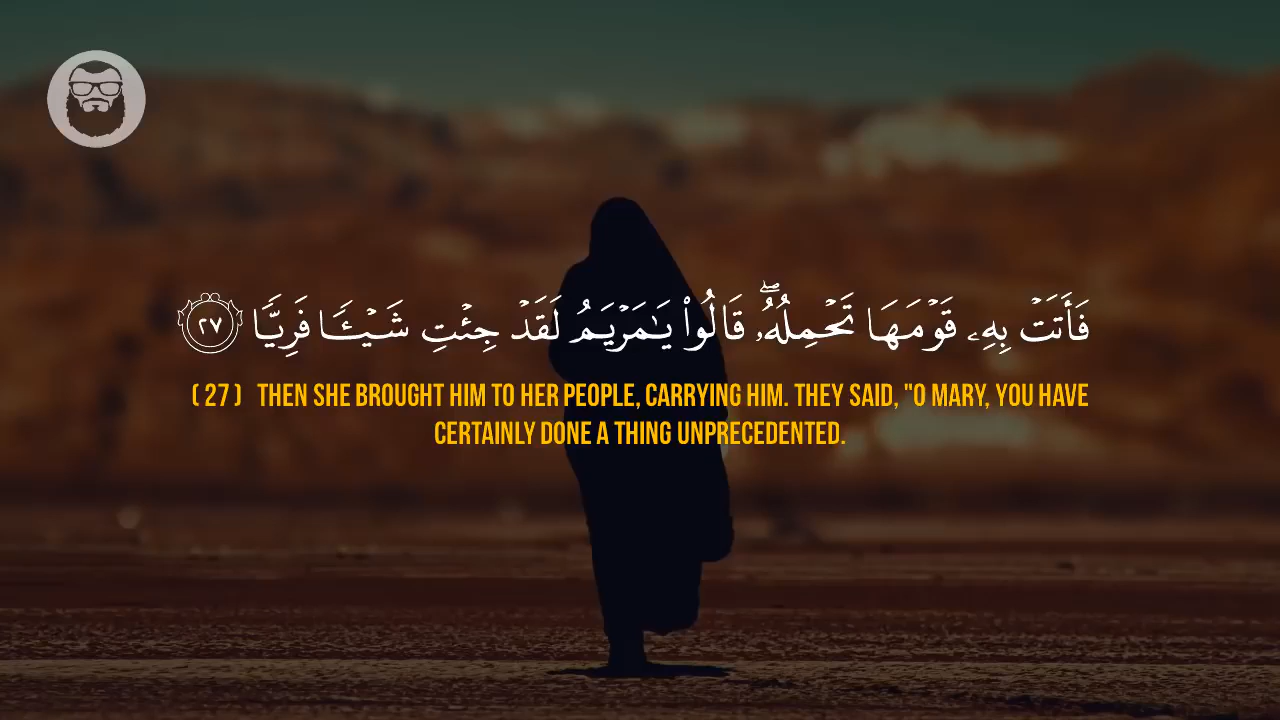 فَأَتَتۡ بِهِۦ قَوۡمَهَا تَحۡمِلُهُۥۖ قَالُواْ يَٰمَرۡيَمُ لَقَدۡ جِئۡتِ شَيۡـٔٗا فَرِيّٗا ٢٧
( 27 ) THEN SHE BROUGHT HIM TO HER PEOPLE, CARRYING HIM. THEY SAID, "O MARY, YOU HAVE
CERTAINLY DONE A THING UNPRECEDENTED.